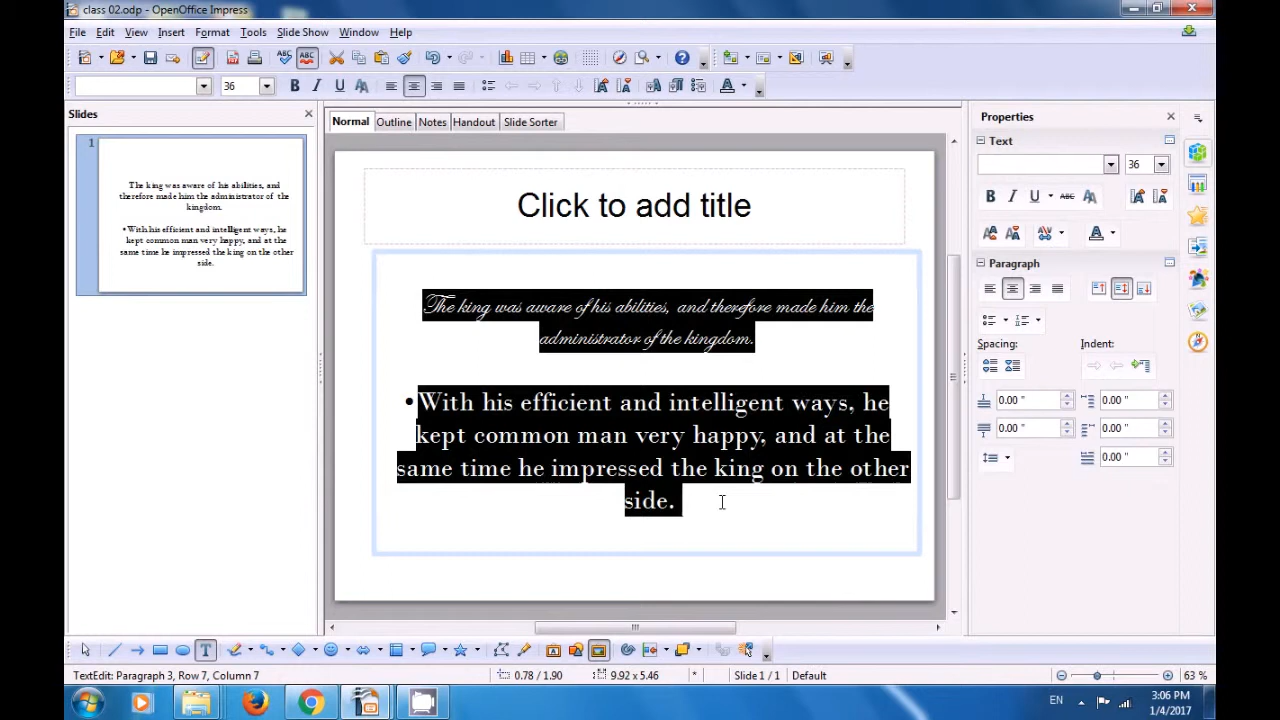 class 02.odp - OpenOffice Impress
File Edit View Insert Format Tools Slide Show Window Help
36
Slides
Normal Outline Notes Handout Slide Sorter
1
The king was aware of his abilities, and
therefore made him the administrator of the
kingdom.
•With his efficient and intelligent ways, he
kept common man very happy, and at the
same time he impressed the king on the other
side.
Click to add title
The king was aware of his abilities, and therefore made him the
administrator of the kingdom.
•With his efficient and intelligent ways, he
kept common man very happy, and at the
same time he impressed the king on the other
side.
Properties
Text
36
Paragraph
Spacing: Indent:
0.00 " 0.00 "
0.00 " 0.00 "
0.00 "
TextEdit: Paragraph 3, Row 7, Column 7
0.78 / 1.90
9.92 x 5.46
*
Slide 1 / 1
Default
63 %
EN
3:06 PM
1/4/2017